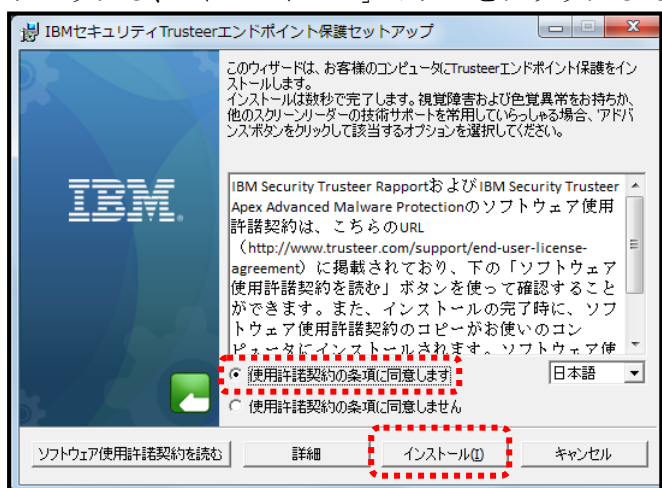 IBMセキュリティTrusteerエンドポイント保護セットアップ
このウィザードは、お客様のコンピュータにTrusteerエンドポイント保護をイン
ストールします。
インストールは数秒で完了します。視覚障害および色覚異常をお持ちか、
他のスクリーンリーダーの技術サポートを常用していらっしゃる場合、'アドバ
ンス'ボタンをクリックして該当するオプションを選択してください。
IBM.
IBM Security Trusteer Rapportお よびIBM Security Trusteer
Apex Advanced Malware Protectionのソフトウェア使用
許諾契約は、こちらのURL
（http://www.trusteer.com/support/end-user-license-
agreement）に掲載されており、下の「ソフトウェア
使用許諾契約を読む」ボタンを使って確認すること
ができます。また、インストールの完了時に、ソフ
トウェア使用許諾契約のコピーがお使いのコン
ピュータにインストールされます。ソフトウェア使
使用許諾契約の条項に同意します
日本語
使用許諾契約の条項に同意しません
ソフトウェア使用許諾契約を読む
詳細
インストール(I)
キャンセル